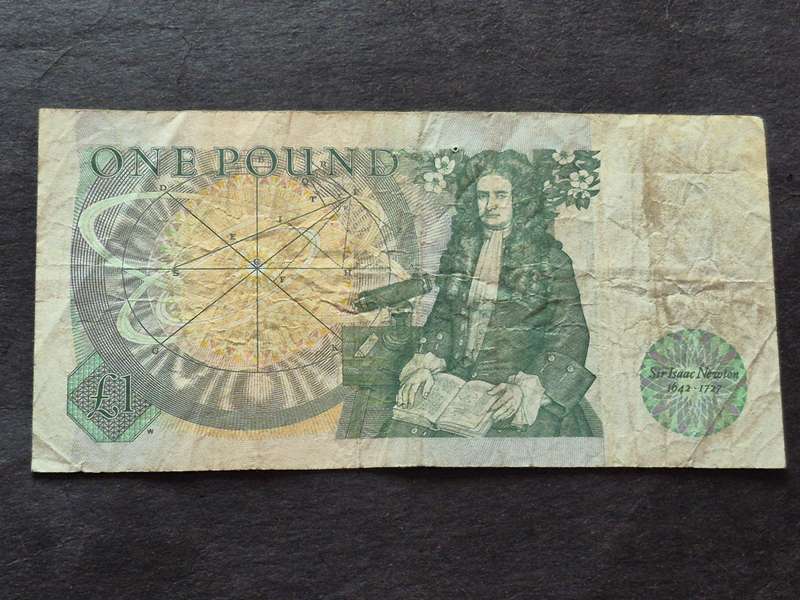 ONE POUND
£1
W
Sir Isaac Newton
1642-1727